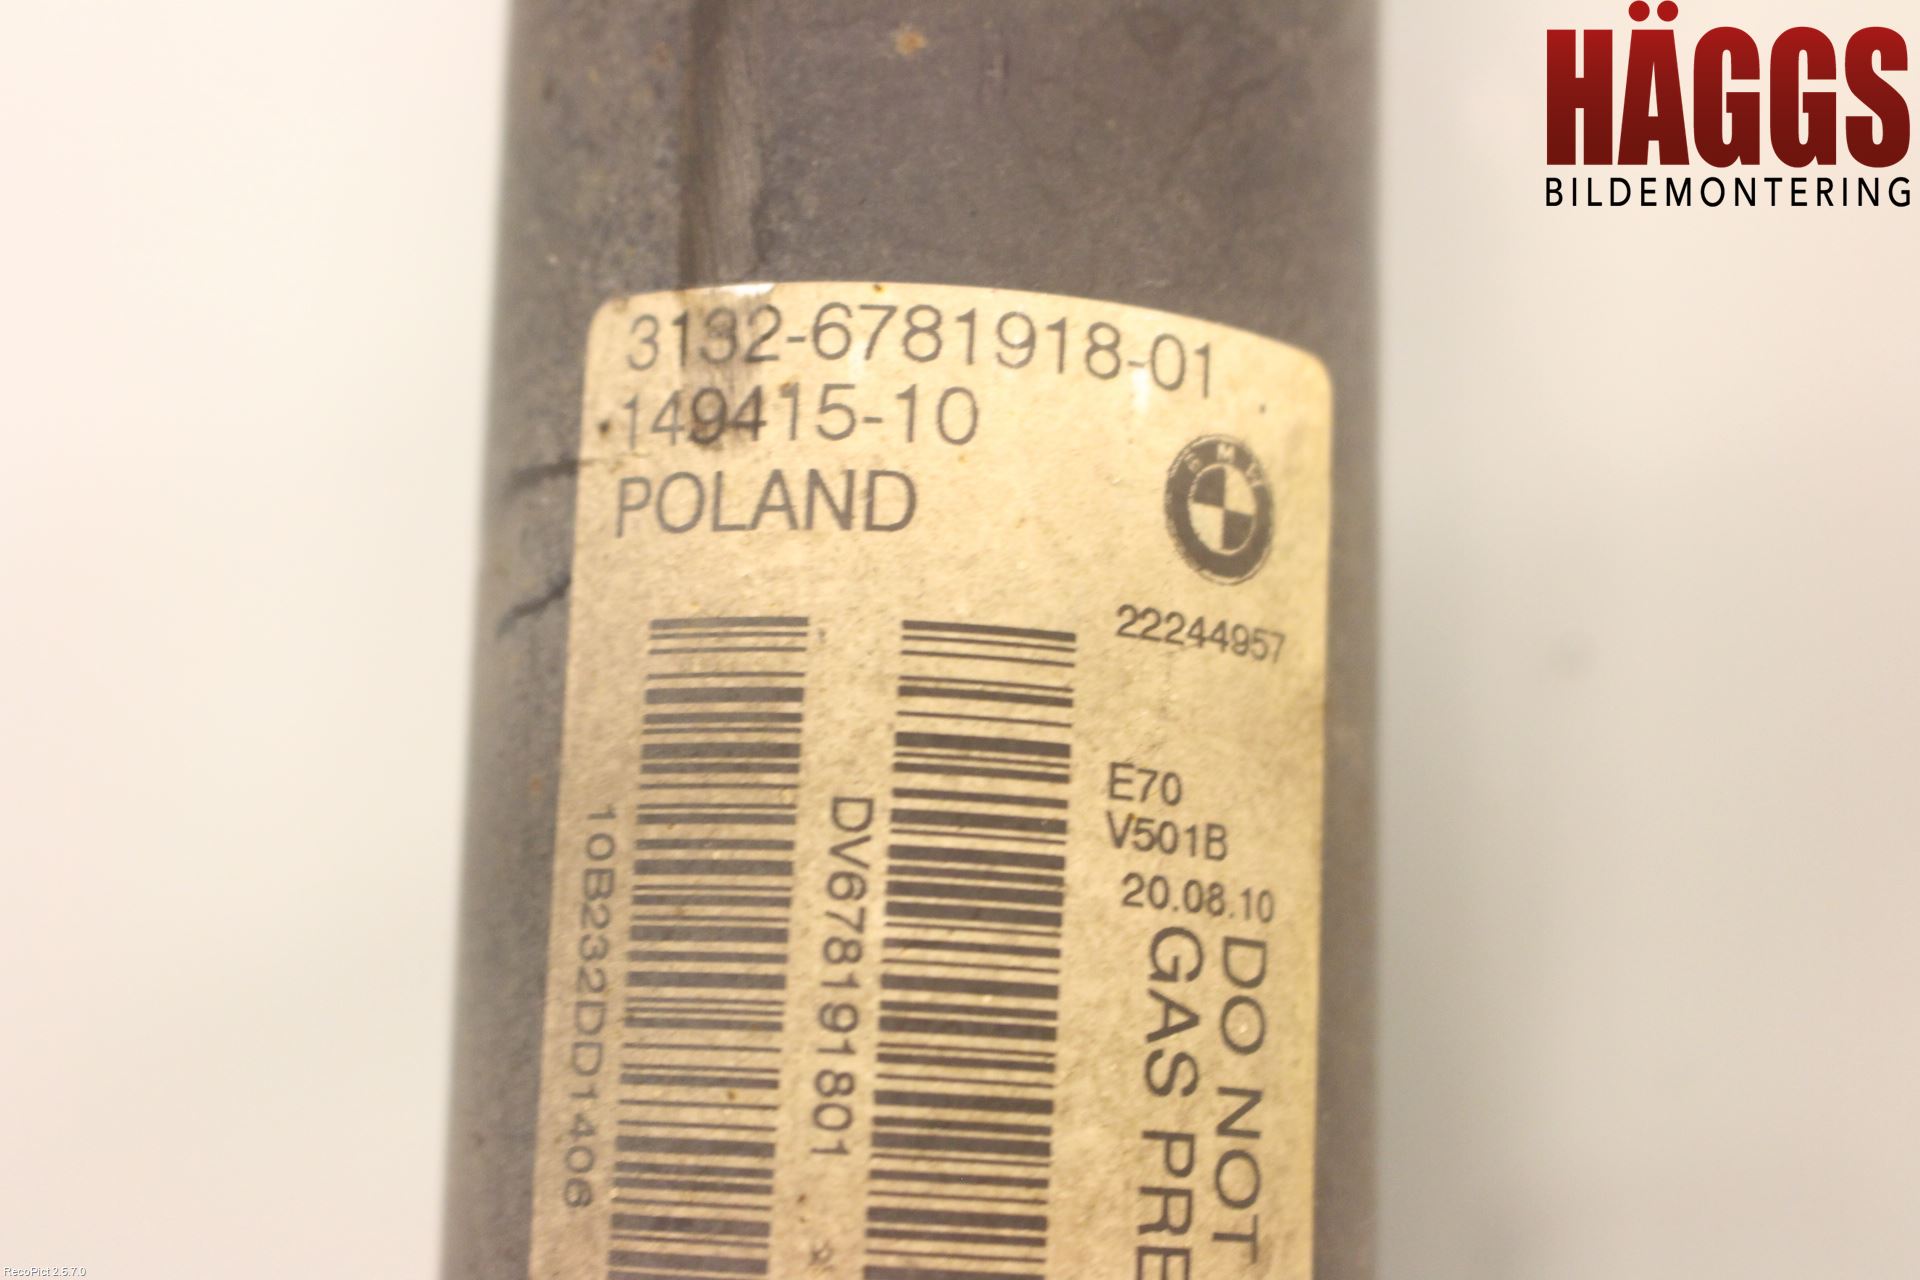 HÄGGS
BILDEMONTERING
3132-6781918-01
149415-10
POLAND
BMW
22244957
E70
V501B
20.08.10
DO NOT
GAS PRE
DV678191801
10B232DD1406
RecoPict 2.5.7.0